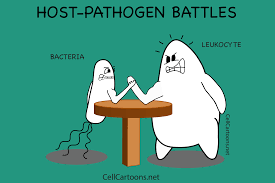 HOST-PATHOGEN BATTLES
LEUKOCYTE
BACTERIA
CellCartoons.net
CellCartoons.net